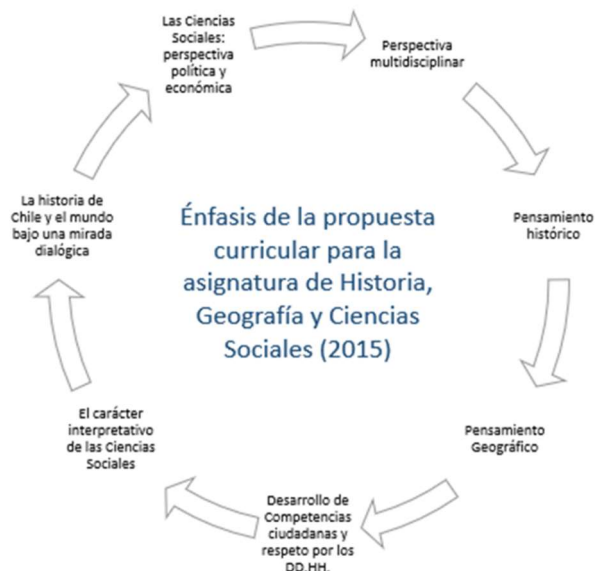 Las Ciencias
Sociales:
perspectiva
política y
económica
Perspectiva
multidisciplinar
Pensamiento
histórico
Pensamiento
Geográfico
Desarrollo de
Competencias
ciudadanas y
respeto por los
DD.HH.
El carácter
interpretativo
de las Ciencias
Sociales
La historia de
Chile y el mundo
bajo una mirada
dialógica
Énfasis de la propuesta
curricular para la
asignatura de Historia,
Geografía y Ciencias
Sociales (2015)